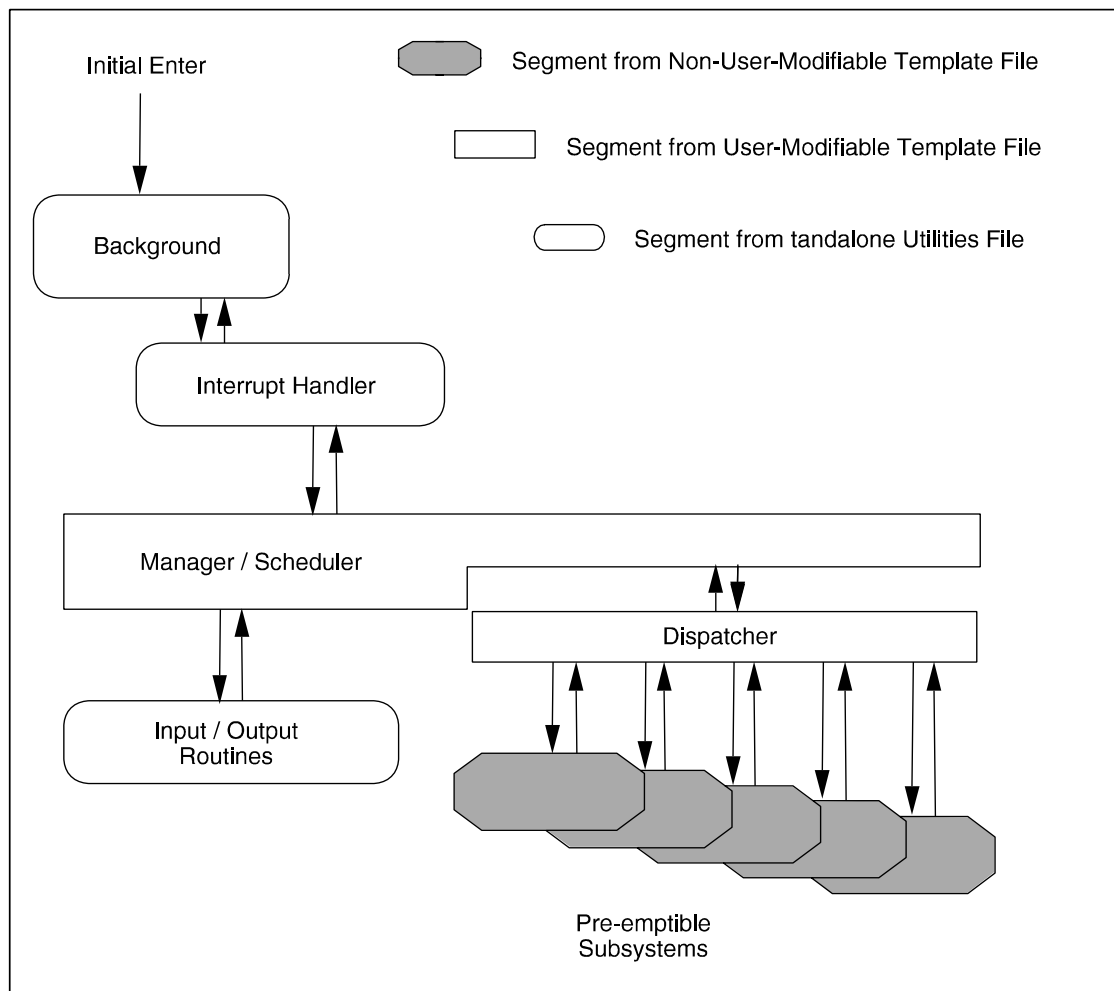 Initial Enter
Segment from Non-User-Modifiable Template File
Segment from User-Modifiable Template File
Segment from tandalone Utilities File
Background
Interrupt Handler
Manager / Scheduler
Dispatcher
Input / Output
Routines
Pre-emptible
Subsystems